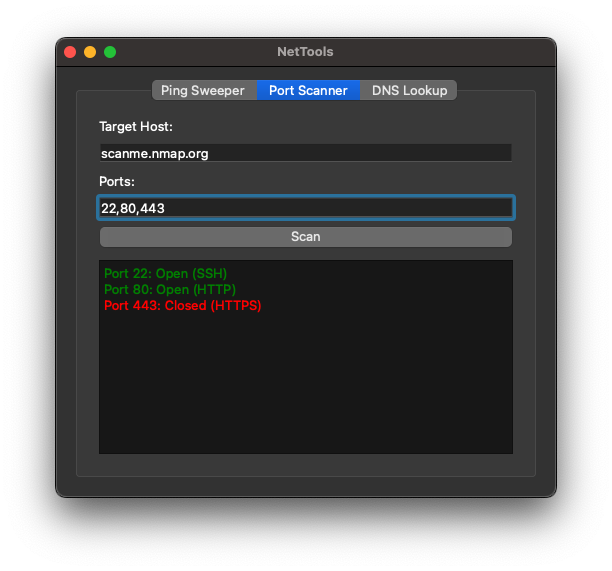 NetTools
Ping Sweeper Port Scanner DNS Lookup
Target Host:
scanme.nmap.org
Ports:
22,80,443
Scan
Port 22: Open (SSH)
Port 80: Open (HTTP)
Port 443: Closed (HTTPS)